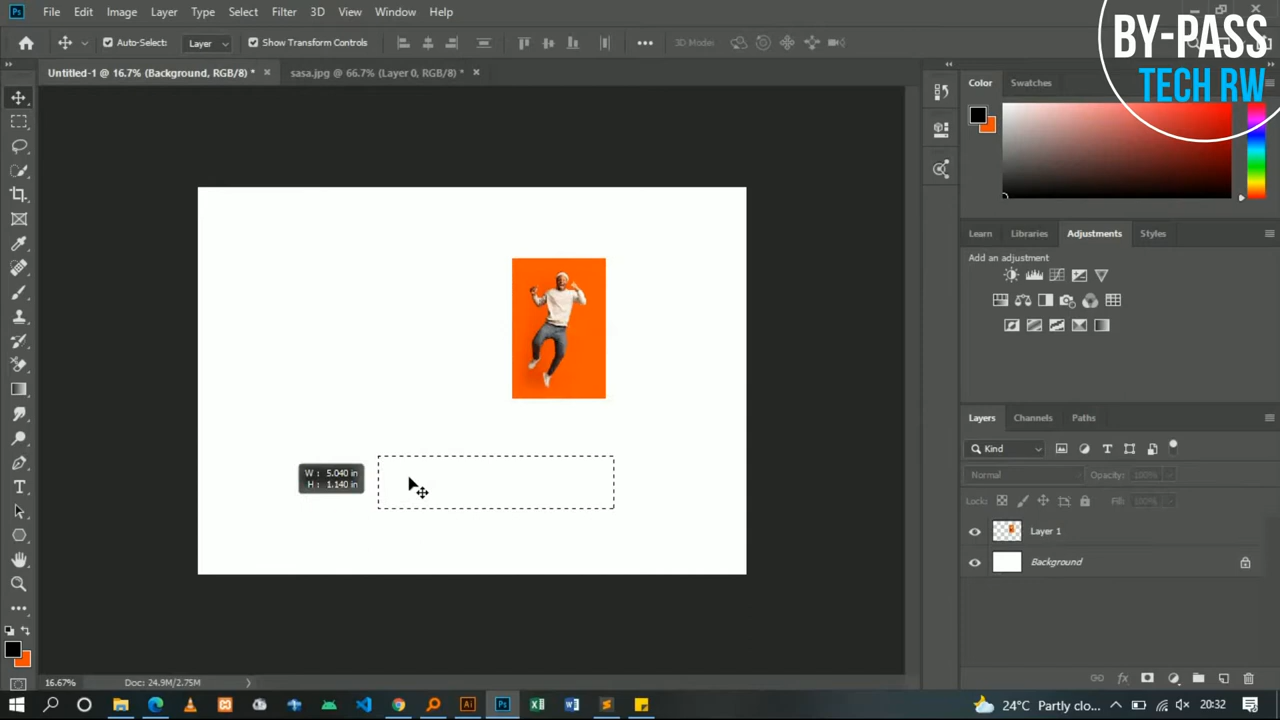 File Edit Image Layer Type Select Filter 3D View Window Help
Auto-Select: Layer Show Transform Controls 3D Mode
BY-PASS
TECH RW
Untitled-1 @ 16.7% (Background, RGB/8) * sasa.jpg @ 66.7% (Layer 0, RGB/8) *
Color Swatches
Learn Libraries Adjustments Styles
Add an adjustment
Layers Channels Paths
Kind
Normal Opacity: 100%
Lock: Fill: 100%
W : 5.040 in
H : 1.140 in
Layer 1
Background
16.67% Doc: 24.9M/2.75M
24°C Partly clo... 20:32